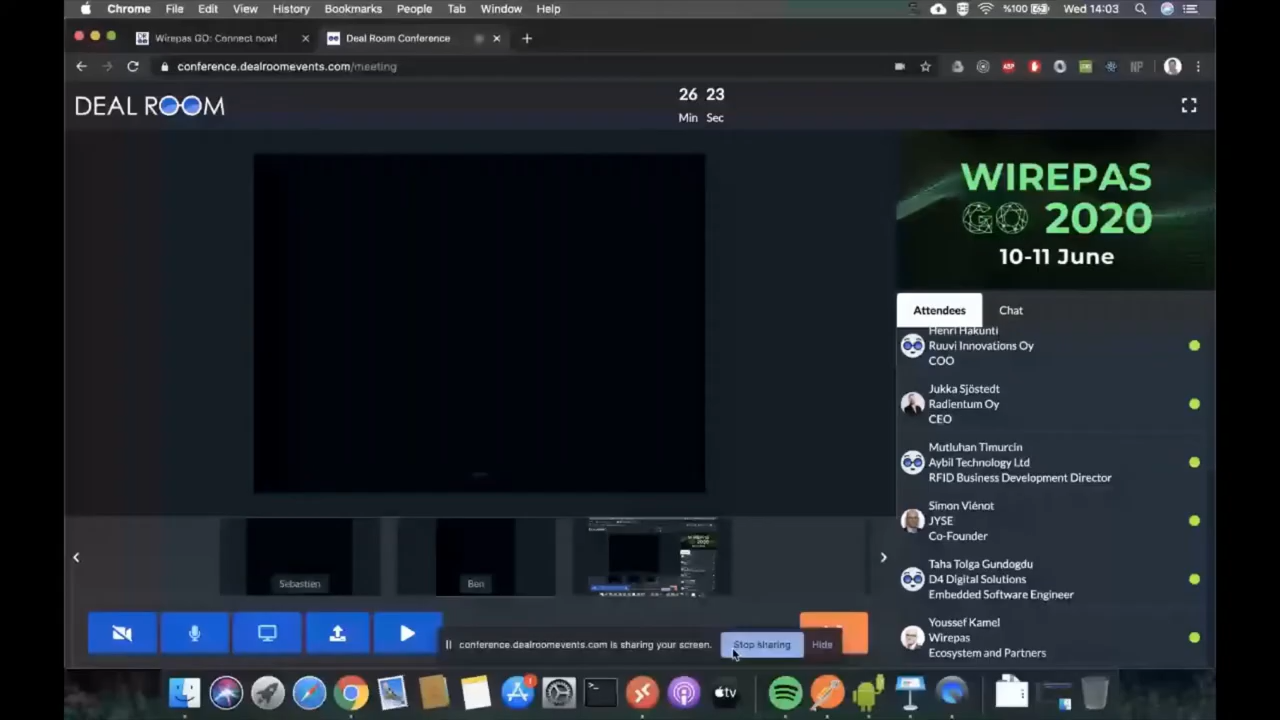 Chrome File Edit View History Bookmarks People Tab Window Help
%100 Wed 14:03
Wirepas GO: Connect now!
Deal Room Conference
conference.dealroomevents.com/meeting
ABP
NP
DEAL ROOM
26 23
Min Sec
WIREPAS
GO 2020
10-11 June
Attendees Chat
Henri Hakunti
Ruuvi Innovations Oy
COO
Jukka Sjöstedt
Radientum Oy
CEO
Mutluhan Timurcin
Aybil Technology Ltd
RFID Business Development Director
Simon Viénot
JYSE
Co-Founder
Taha Tolga Gundogdu
D4 Digital Solutions
Embedded Software Engineer
Youssef Kamel
Wirepas
Ecosystem and Partners
Sebastien
Ben
conference.dealroomevents.com is sharing your screen. Stop sharing Hide
tv